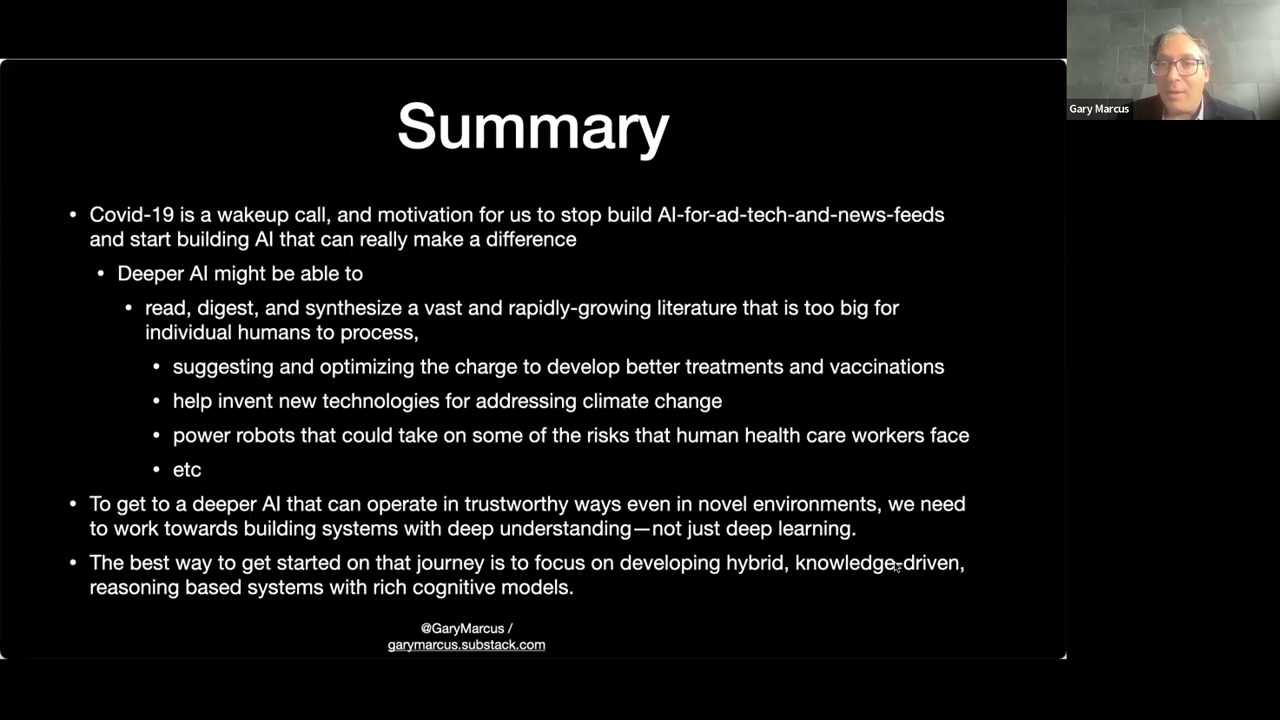 Gary Marcus
Summary
• Covid-19 is a wakeup call, and motivation for us to stop build AI-for-ad-tech-and-news-feeds
and start building AI that can really make a difference
• Deeper AI might be able to
• read, digest, and synthesize a vast and rapidly-growing literature that is too big for
individual humans to process,
• suggesting and optimizing the charge to develop better treatments and vaccinations
• help invent new technologies for addressing climate change
• power robots that could take on some of the risks that human health care workers face
• etc
• To get to a deeper AI that can operate in trustworthy ways even in novel environments, we need
to work towards building systems with deep understanding—not just deep learning.
• The best way to get started on that journey is to focus on developing hybrid, knowledge-driven,
reasoning based systems with rich cognitive models.
@GaryMarcus /
garymarcus.substack.com